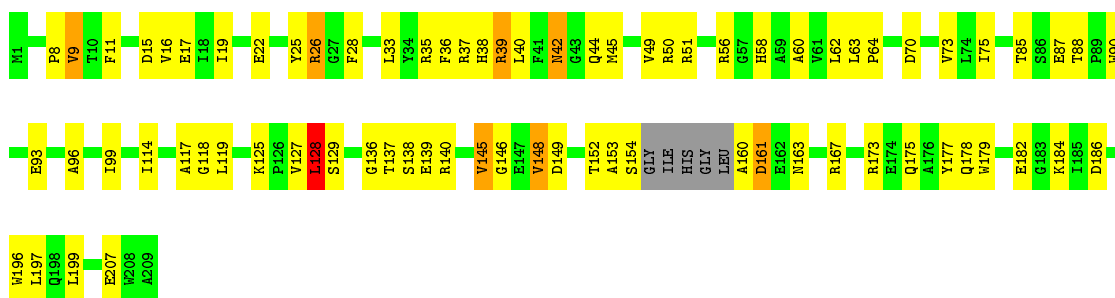 M1 P8 V9 T10 F11 D15 V16 E17 I18 I19 E22 Y25 R26 G27 F28 L33 Y34 R35 F36 R37 H38 R39 L40 F41 N42 G43 Q44 M45 V49 R50 R51 R56 G57 H58 A59 A60 V61 L62 L63 P64 D70 V73 L74 I75 T85 S86 E87 T88 P89 W90
E93 A96 I99 I114 A117 G118 L119 K125 P126 V127 L128 S129 G136 T137 S138 E139 R140 V145 G146 E147 V148 D149 T152 A153 S154 GLY ILE HIS GLY LEU A160 D161 E162 N163 R167 R173 E174 Q175 A176 Y177 Q178 W179 E182 G183 K184 I185 D186
W196 L197 Q198 L199 E207 W208 A209